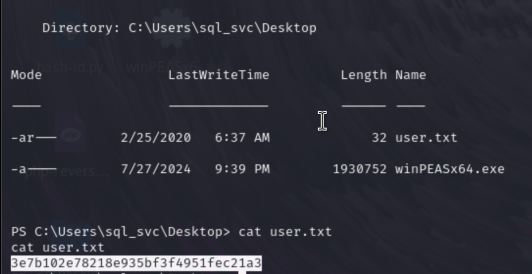 Directory: C:\Users\sql_svc\Desktop
Mode LastWriteTime Length Name
-ar--- 2/25/2020 6:37 AM 32 user.txt
-a---- 7/27/2024 9:39 PM 1930752 winPEASx64.exe
PS C:\Users\sql_svc\Desktop> cat user.txt
cat user.txt
3e7b102e78218e935bf3f4951fec21a3